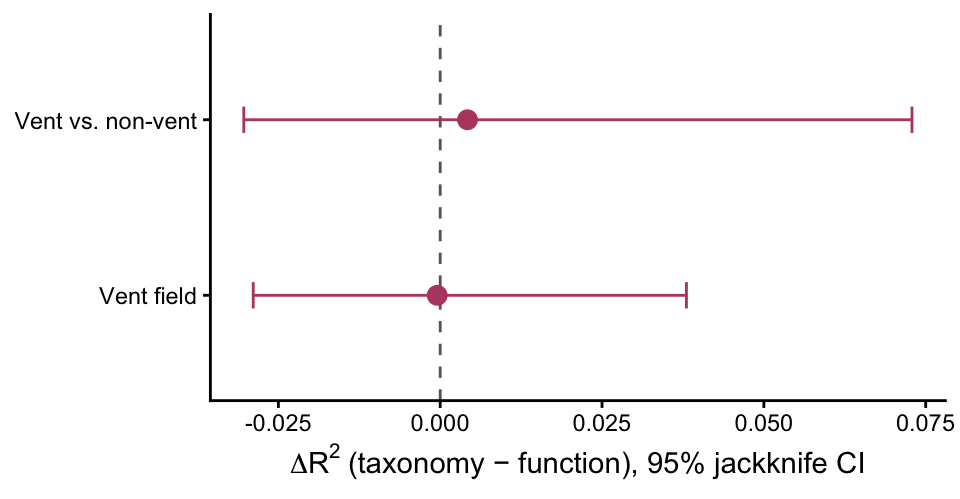 Vent vs. non-vent
Vent field
-0.025 0.000 0.025 0.050 0.075
ΔR² (taxonomy − function), 95% jackknife CI